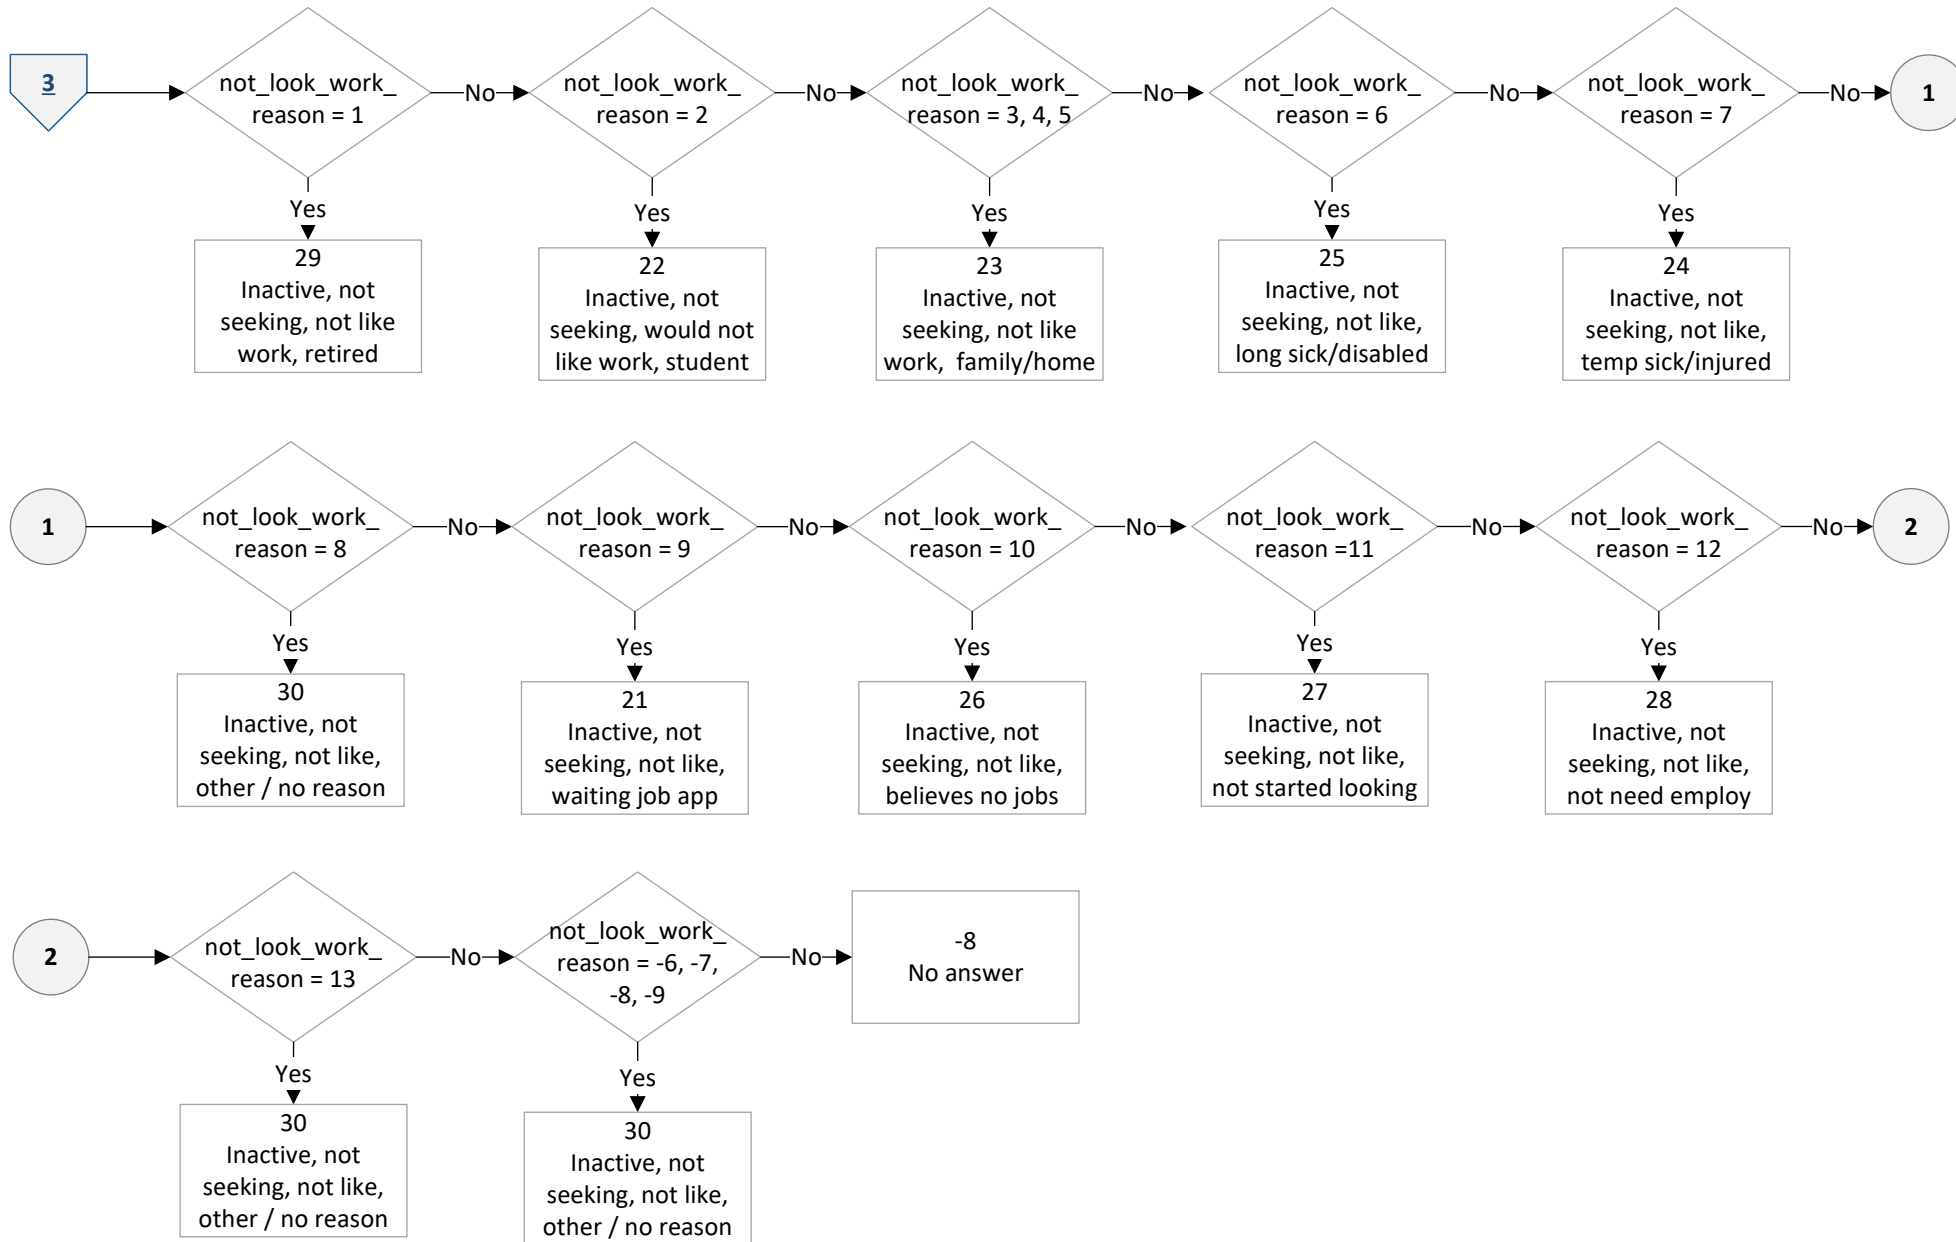 3
not_look_work_
reason = 1
No
not_look_work_
reason = 2
No
not_look_work_
reason = 3, 4, 5
No
not_look_work_
reason = 6
No
not_look_work_
reason = 7
No
1
Yes
Yes
Yes
Yes
Yes
29
Inactive, not
seeking, not like
work, retired
22
Inactive, not
seeking, would not
like work, student
23
Inactive, not
seeking, not like
work,  family/home
25
Inactive, not
seeking, not like,
long sick/disabled
24
Inactive, not
seeking, not like,
temp sick/injured
1
not_look_work_
reason = 8
No
not_look_work_
reason = 9
No
not_look_work_
reason = 10
No
not_look_work_
reason =11
No
not_look_work_
reason = 12
No
2
Yes
Yes
Yes
Yes
Yes
30
Inactive, not
seeking, not like,
other / no reason
21
Inactive, not
seeking, not like,
waiting job app
26
Inactive, not
seeking, not like,
believes no jobs
27
Inactive, not
seeking, not like,
not started looking
28
Inactive, not
seeking, not like,
not need employ
2
not_look_work_
reason = 13
No
not_look_work_
reason = -6, -7,
-8, -9
No
-8
No answer
Yes
Yes
30
Inactive, not
seeking, not like,
other / no reason
30
Inactive, not
seeking, not like,
other / no reason